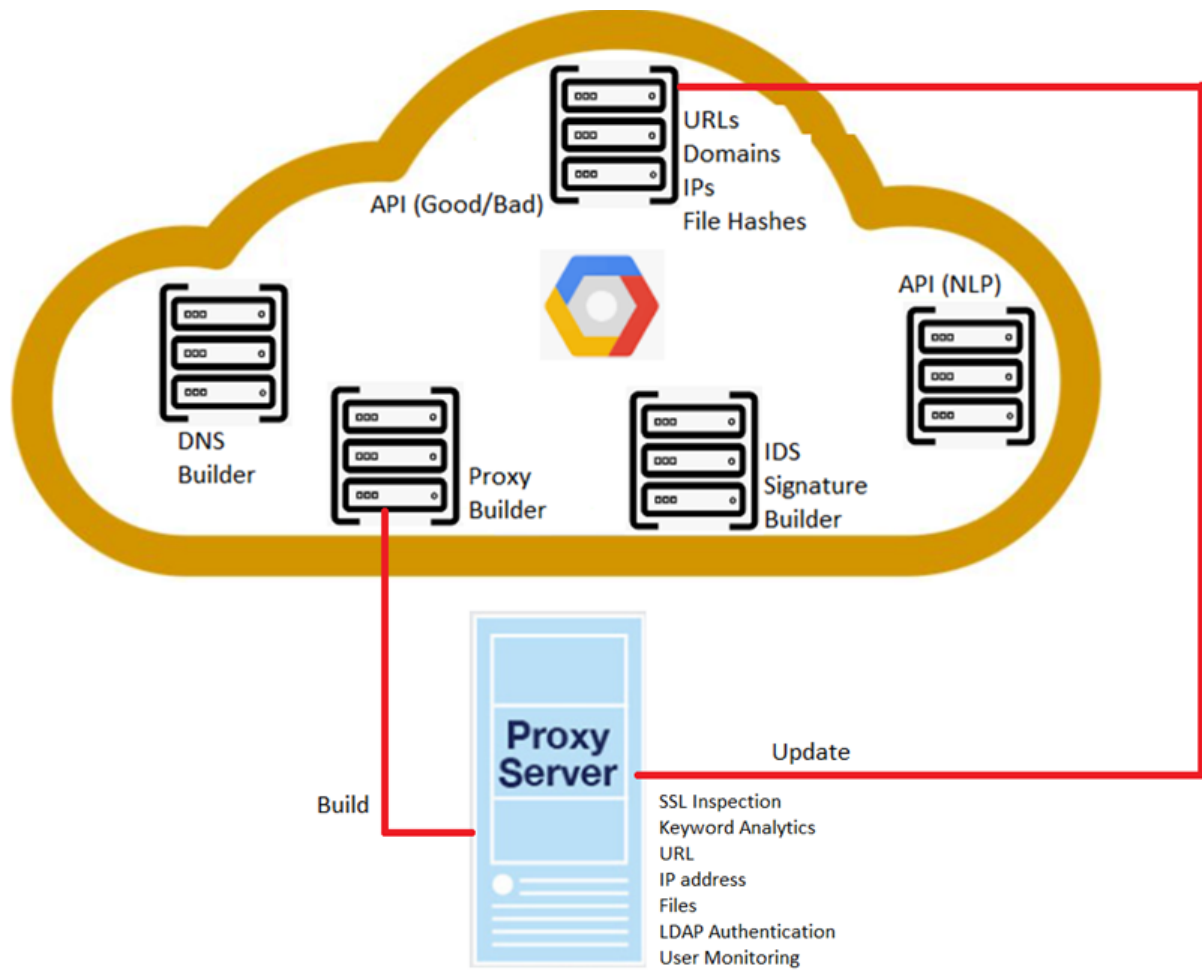 URLs
Domains
IPs
File Hashes
API (Good/Bad)
API (NLP)
DNS
Builder
Proxy
Builder
IDS
Signature
Builder
Proxy
Server
Update
Build
SSL Inspection
Keyword Analytics
URL
IP address
Files
LDAP Authentication
User Monitoring